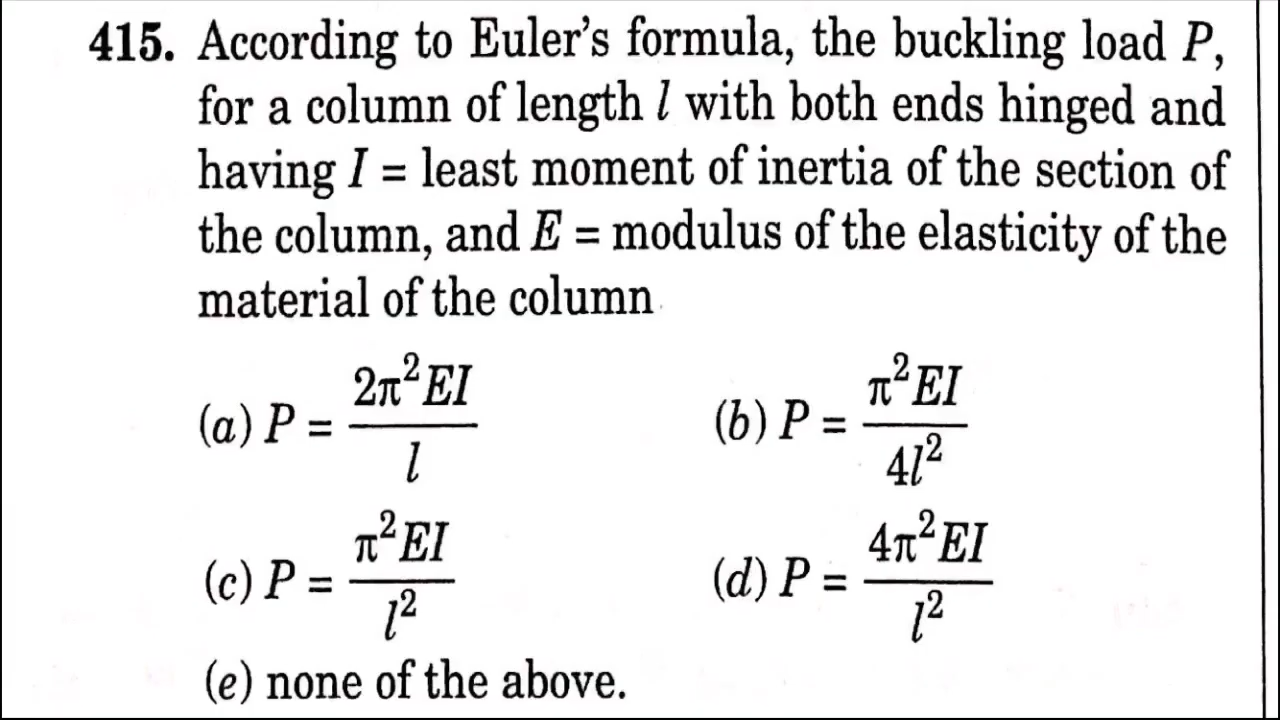 415. According to Euler's formula, the buckling load P,
for a column of length l with both ends hinged and
having I = least moment of inertia of the section of
the column, and E = modulus of the elasticity of the
material of the column
(a) P = 2π²EI / l (b) P = π²EI / 4l²
(c) P = π²EI / l² (d) P = 4π²EI / l²
(e) none of the above.